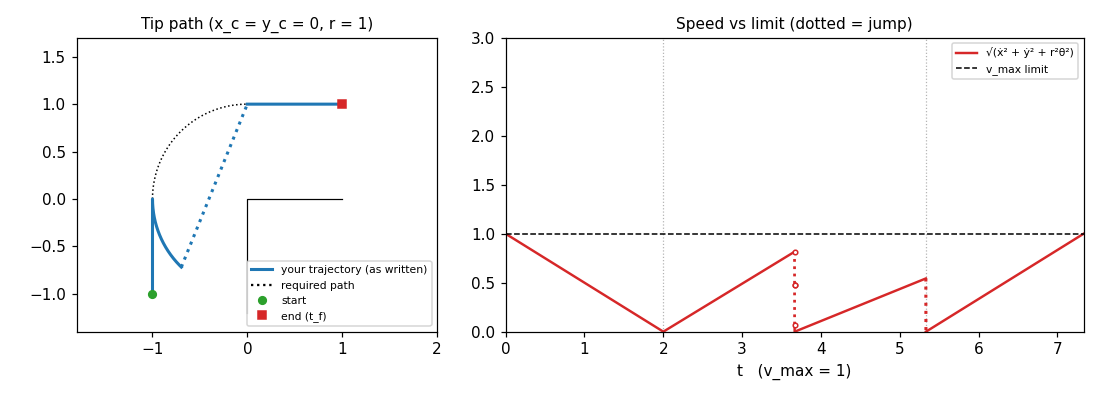 Tip path (x_c = y_c = 0, r = 1)
1.5
1.0
0.5
0.0
−0.5
−1.0
−1
0
1
2
your trajectory (as written)
required path
start
end (t_f)
Speed vs limit (dotted = jump)
3.0
2.5
2.0
1.5
1.0
0.5
0.0
0
1
2
3
4
5
6
7
t (v_max = 1)
√(ẋ² + ẏ² + r²θ̇²)
v_max limit